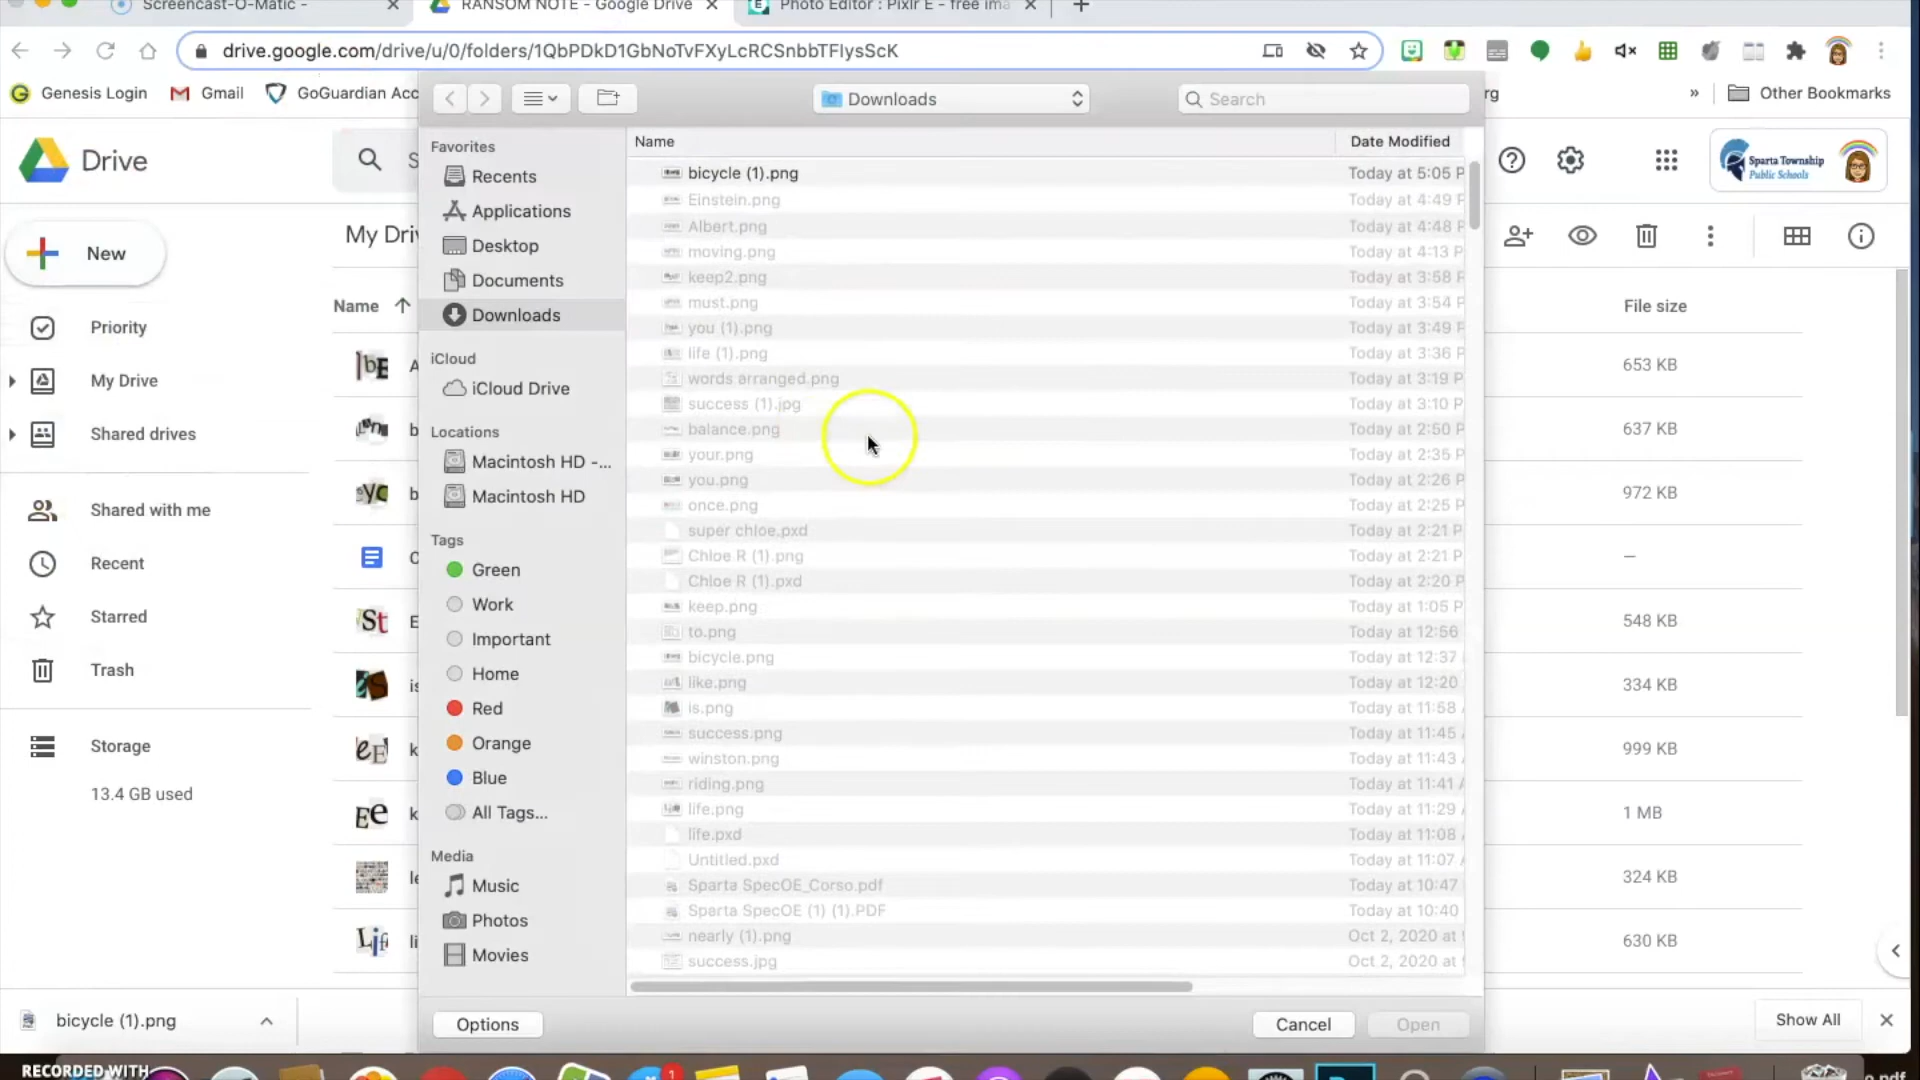 Screencast-O-Matic -
RANSOM NOTE - Google Drive
Photo Editor : Pixlr E - free ima
drive.google.com/drive/u/0/folders/1QbPDkD1GbNoTvFXyLcRCSnbbTFIysScK
Genesis Login
Gmail
GoGuardian Acc
rg
»
Other Bookmarks
Downloads
Search
Drive
S
Sparta Township
Public Schools
New
My Driv
Name
File size
Priority
My Drive
Shared drives
Shared with me
Recent
Starred
Trash
Storage
13.4 GB used
Favorites
Recents
Applications
Desktop
Documents
Downloads
iCloud
iCloud Drive
Locations
Macintosh HD -...
Macintosh HD
Tags
Green
Work
Important
Home
Red
Orange
Blue
All Tags...
Media
Music
Photos
Movies
Name Date Modified
bicycle (1).png Today at 5:05 P
Einstein.png Today at 4:49 P
Albert.png Today at 4:48 P
moving.png Today at 4:13 P
keep2.png Today at 3:58 P
must.png Today at 3:54 P
you (1).png Today at 3:49 P
life (1).png Today at 3:36 P
words arranged.png Today at 3:19 P
success (1).jpg Today at 3:10 P
balance.png Today at 2:50 P
your.png Today at 2:35 P
you.png Today at 2:26 P
once.png Today at 2:25 P
super chloe.pxd Today at 2:21 P
Chloe R (1).png Today at 2:21 P
Chloe R (1).pxd Today at 2:20 P
keep.png Today at 1:05 P
to.png Today at 12:56
bicycle.png Today at 12:37
like.png Today at 12:20
is.png Today at 11:58
success.png Today at 11:45
winston.png Today at 11:43
riding.png Today at 11:41
life.png Today at 11:29
life.pxd Today at 11:08
Untitled.pxd Today at 11:07
Sparta SpecOE_Corso.pdf Today at 10:47
Sparta SpecOE (1) (1).PDF Today at 10:40
nearly (1).png Oct 2, 2020 at
success.jpg Oct 2, 2020 at
653 KB
637 KB
972 KB
—
548 KB
334 KB
999 KB
1 MB
324 KB
630 KB
Options
Cancel
Open
bicycle (1).png
Show All
RECORDED WITH
1